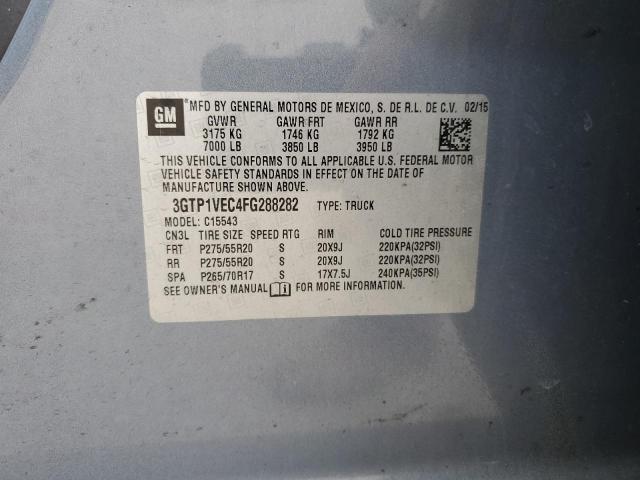 GM
MFD BY GENERAL MOTORS DE MEXICO, S. DE R.L. DE C.V. 02/15
GVWR GAWR FRT GAWR RR
3175 KG 1746 KG 1792 KG
7000 LB 3850 LB 3950 LB
THIS VEHICLE CONFORMS TO ALL APPLICABLE U.S. FEDERAL MOTOR
VEHICLE SAFETY STANDARDS IN EFFECT ON THE DATE OF
MANUFACTURE SHOWN ABOVE.
3GTP1VEC4FG288282 TYPE: TRUCK
MODEL: C15543
CN3L TIRE SIZE SPEED RTG RIM COLD TIRE PRESSURE
FRT P275/55R20 S 20X9J 220KPA(32PSI)
RR P275/55R20 S 20X9J 220KPA(32PSI)
SPA P265/70R17 S 17X7.5J 240KPA(35PSI)
SEE OWNER'S MANUAL i FOR MORE INFORMATION.